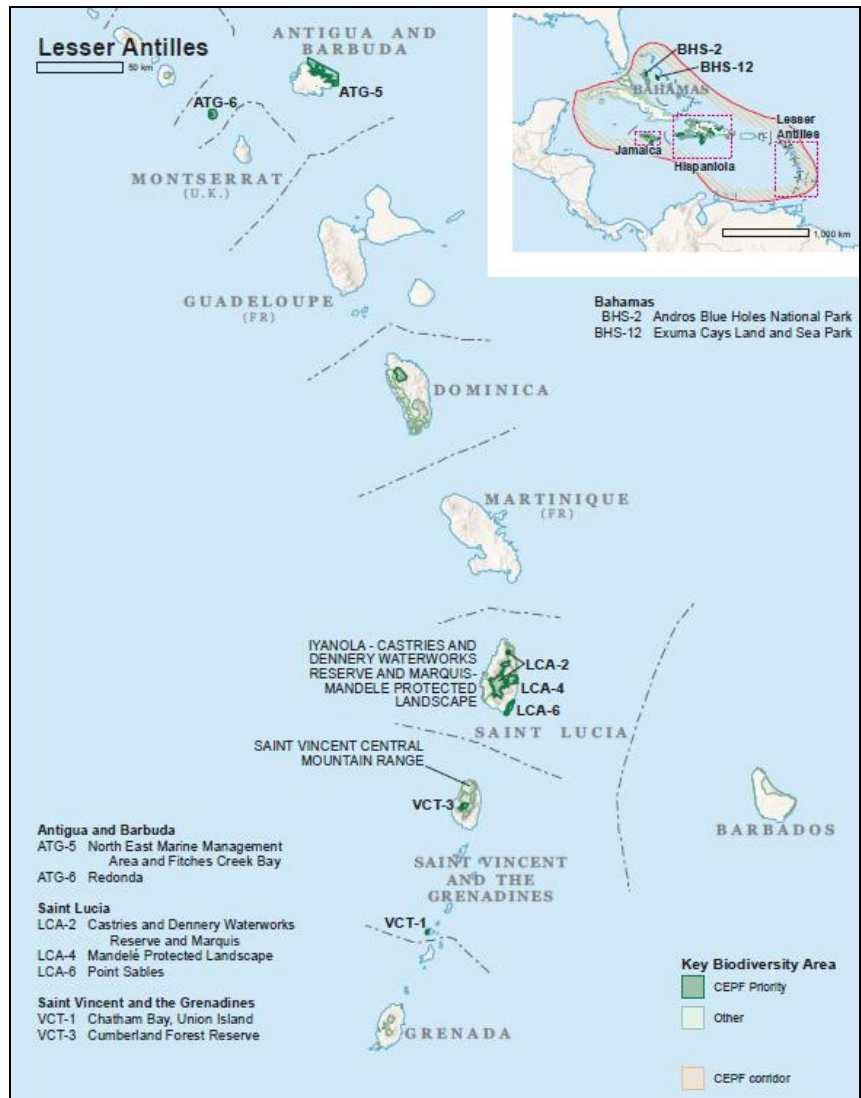 Lesser Antilles
50 km
ANTIGUA AND
BARBUDA
ATG-5
ATG-6
MONTSERRAT
(U.K.)
GUADELOUPE
(FR)
DOMINICA
MARTINIQUE
(FR)
IYANOLA - CASTRIES AND
DENNERY WATERWORKS
RESERVE AND MARQUIS-
MANDELE PROTECTED
LANDSCAPE
LCA-2
LCA-4
LCA-6
SAINT LUCIA
SAINT VINCENT CENTRAL
MOUNTAIN RANGE
VCT-3
BARBADOS
SAINT VINCENT
AND THE
GRENADINES
VCT-1
GRENADA
BHS-2
BHS-12
BAHAMAS
Lesser
Antilles
Jamaica
Hispaniola
1,000 km
Bahamas
BHS-2 Andros Blue Holes National Park
BHS-12 Exuma Cays Land and Sea Park
Antigua and Barbuda
ATG-5 North East Marine Management
Area and Fitches Creek Bay
ATG-6 Redonda
Saint Lucia
LCA-2 Castries and Dennery Waterworks
Reserve and Marquis
LCA-4 Mandelé Protected Landscape
LCA-6 Point Sables
Saint Vincent and the Grenadines
VCT-1 Chatham Bay, Union Island
VCT-3 Cumberland Forest Reserve
Key Biodiversity Area
CEPF Priority
Other
CEPF corridor